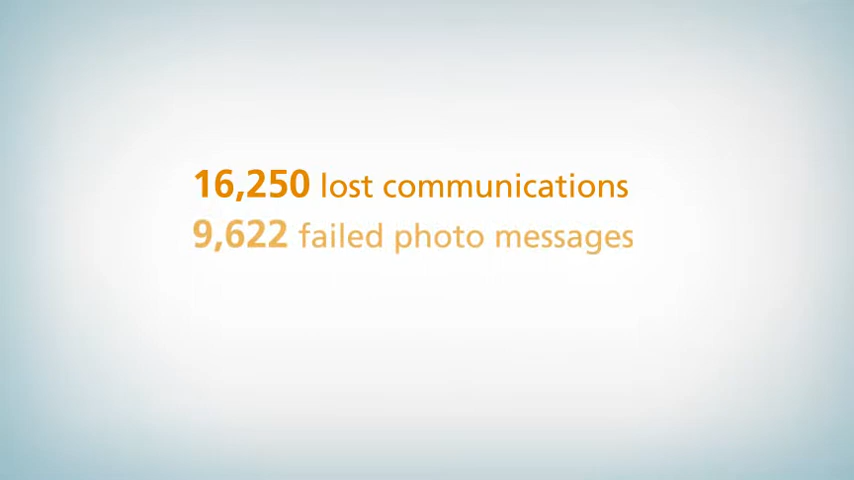 16,250 lost communications
9,622 failed photo messages